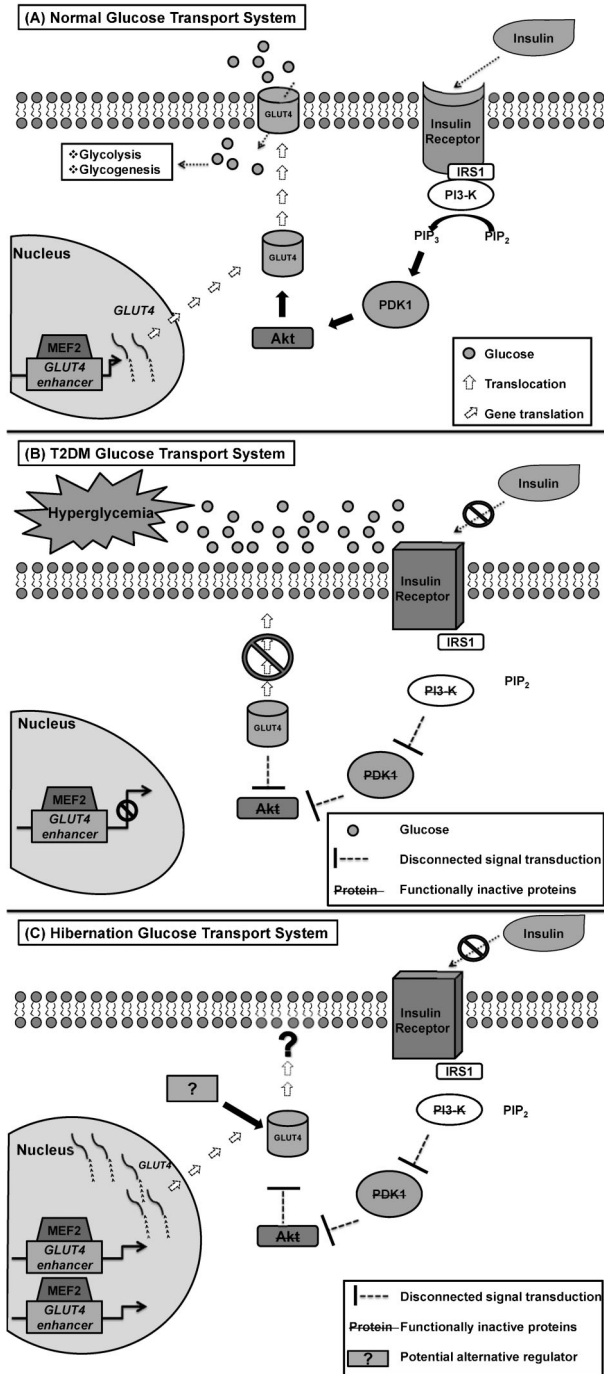 (A) Normal Glucose Transport System
Insulin
GLUT4
Insulin
Receptor
❖Glycolysis
❖Glycogenesis
IRS1
PI3-K
PIP3
PIP2
Nucleus
GLUT4
GLUT4
PDK1
Akt
MEF2
GLUT4
enhancer
Glucose
Translocation
Gene translation
(B) T2DM Glucose Transport System
Hyperglycemia
Insulin
Insulin
Receptor
IRS1
PI3-K
PIP2
GLUT4
Nucleus
PDK1
Akt
MEF2
GLUT4
enhancer
Glucose
Disconnected signal transduction
Protein
Functionally inactive proteins
(C) Hibernation Glucose Transport System
Insulin
Insulin
Receptor
?
IRS1
?
PI3-K
PIP2
GLUT4
Nucleus
GLUT4
PDK1
Akt
MEF2
GLUT4
enhancer
MEF2
GLUT4
enhancer
Disconnected signal transduction
Protein
Functionally inactive proteins
?
Potential alternative regulator